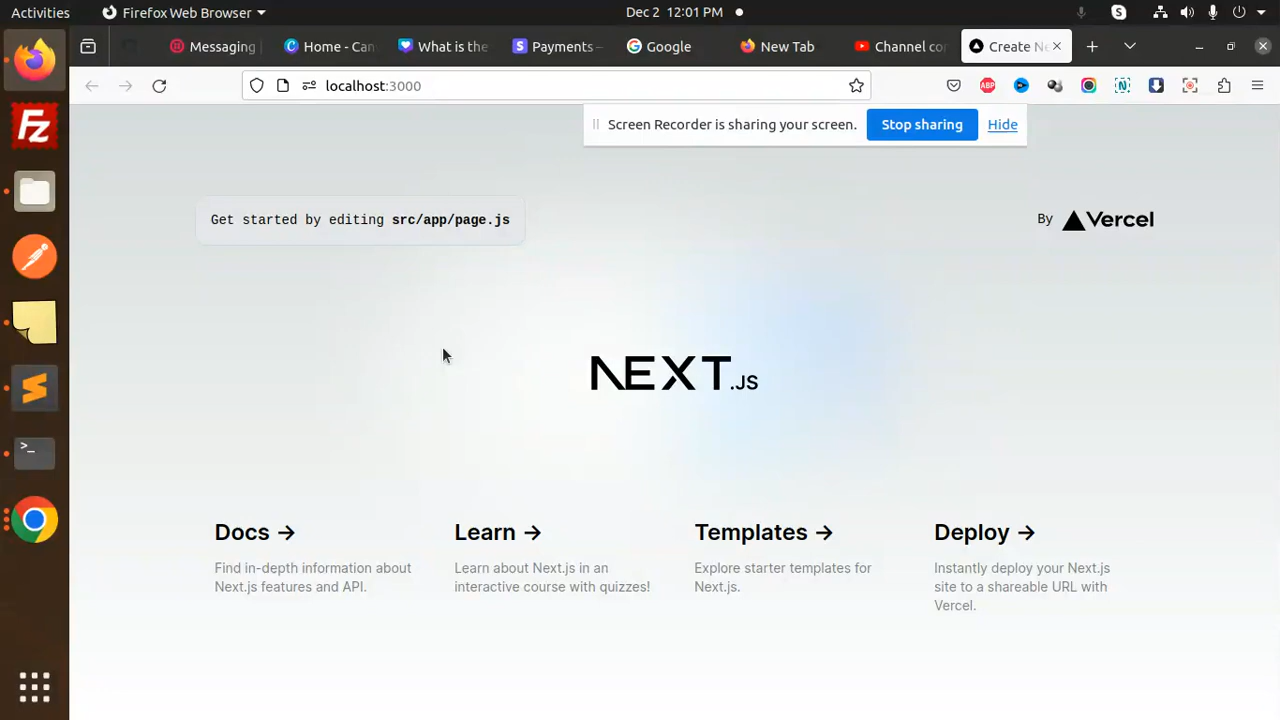 Activities Firefox Web Browser Dec 2 12:01 PM
Messaging Home - Can What is the Payments – Google New Tab Channel co Create Ne
localhost:3000 ABP N
Screen Recorder is sharing your screen. Stop sharing Hide
Fz
Get started by editing src/app/page.js
By Vercel
NEXT.JS
>_
Docs → Learn → Templates → Deploy →
Find in-depth information about Learn about Next.js in an Explore starter templates for Instantly deploy your Next.js
Next.js features and API. interactive course with quizzes! Next.js. site to a shareable URL with
Vercel.